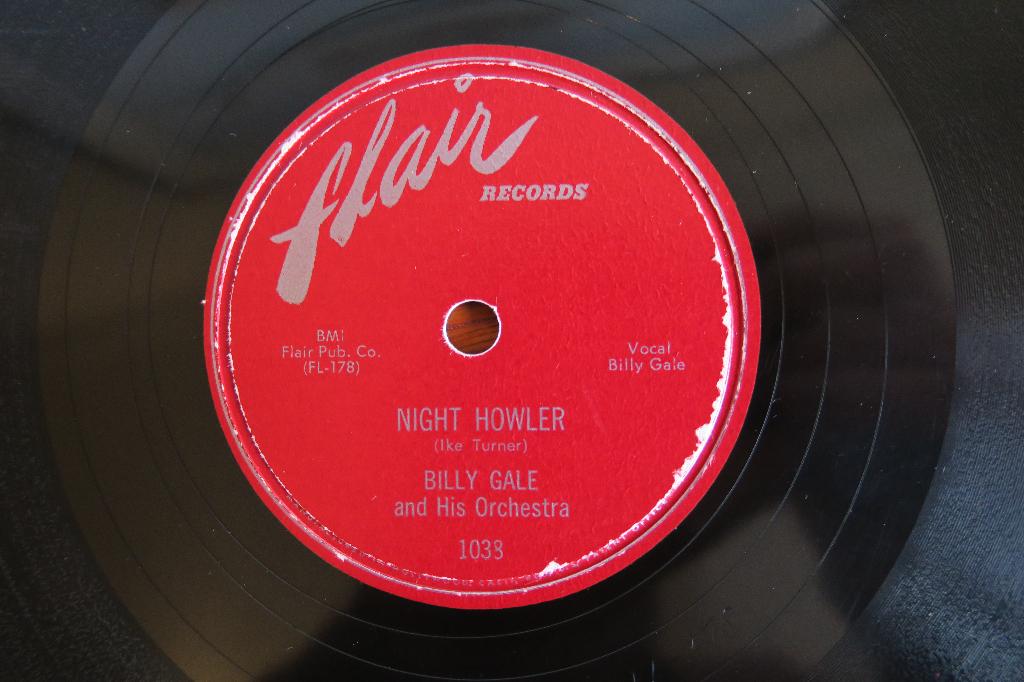 flair
RECORDS
BMI
Flair Pub. Co.
(FL-178)
Vocal
Billy Gale
NIGHT HOWLER
(Ike Turner)
BILLY GALE
and His Orchestra
1038